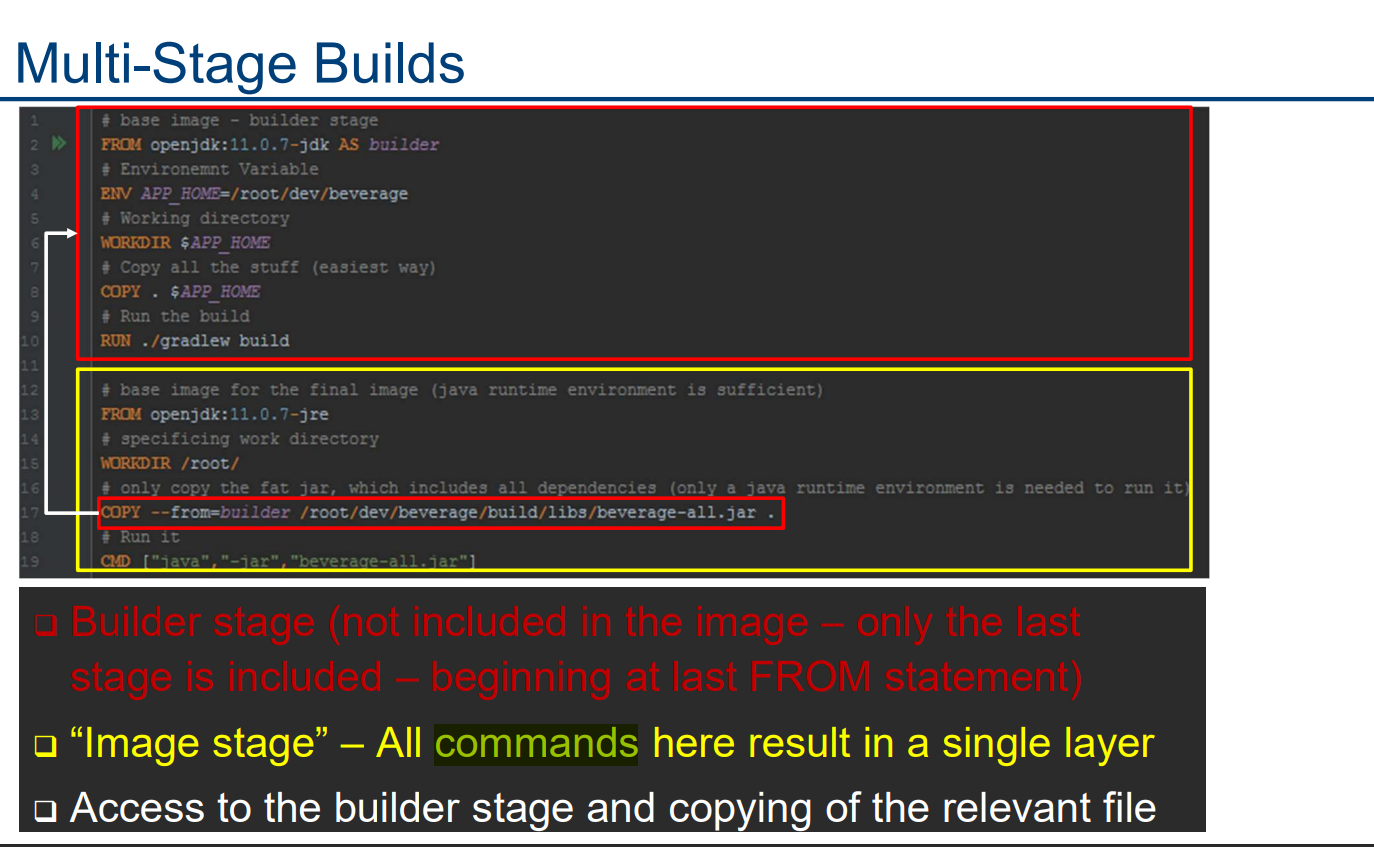 Multi-Stage Builds
1 # base image - builder stage
2 FROM openjdk:11.0.7-jdk AS builder
3 # Environemnt Variable
4 ENV APP_HOME=/root/dev/beverage
5 # Working directory
6 WORKDIR $APP_HOME
7 # Copy all the stuff (easiest way)
8 COPY . $APP_HOME
9 # Run the build
10 RUN ./gradlew build
11
12 # base image for the final image (java runtime environment is sufficient)
13 FROM openjdk:11.0.7-jre
14 # specificing work directory
15 WORKDIR /root/
16 # only copy the fat jar, which includes all dependencies (only a java runtime environment is needed to run it)
17 COPY --from=builder /root/dev/beverage/build/libs/beverage-all.jar .
18 # Run it
19 CMD ["java","-jar","beverage-all.jar"]
❑ Builder stage (not included in the image – only the last
stage is included – beginning at last FROM statement)
❑ “Image stage” – All commands here result in a single layer
❑ Access to the builder stage and copying of the relevant file